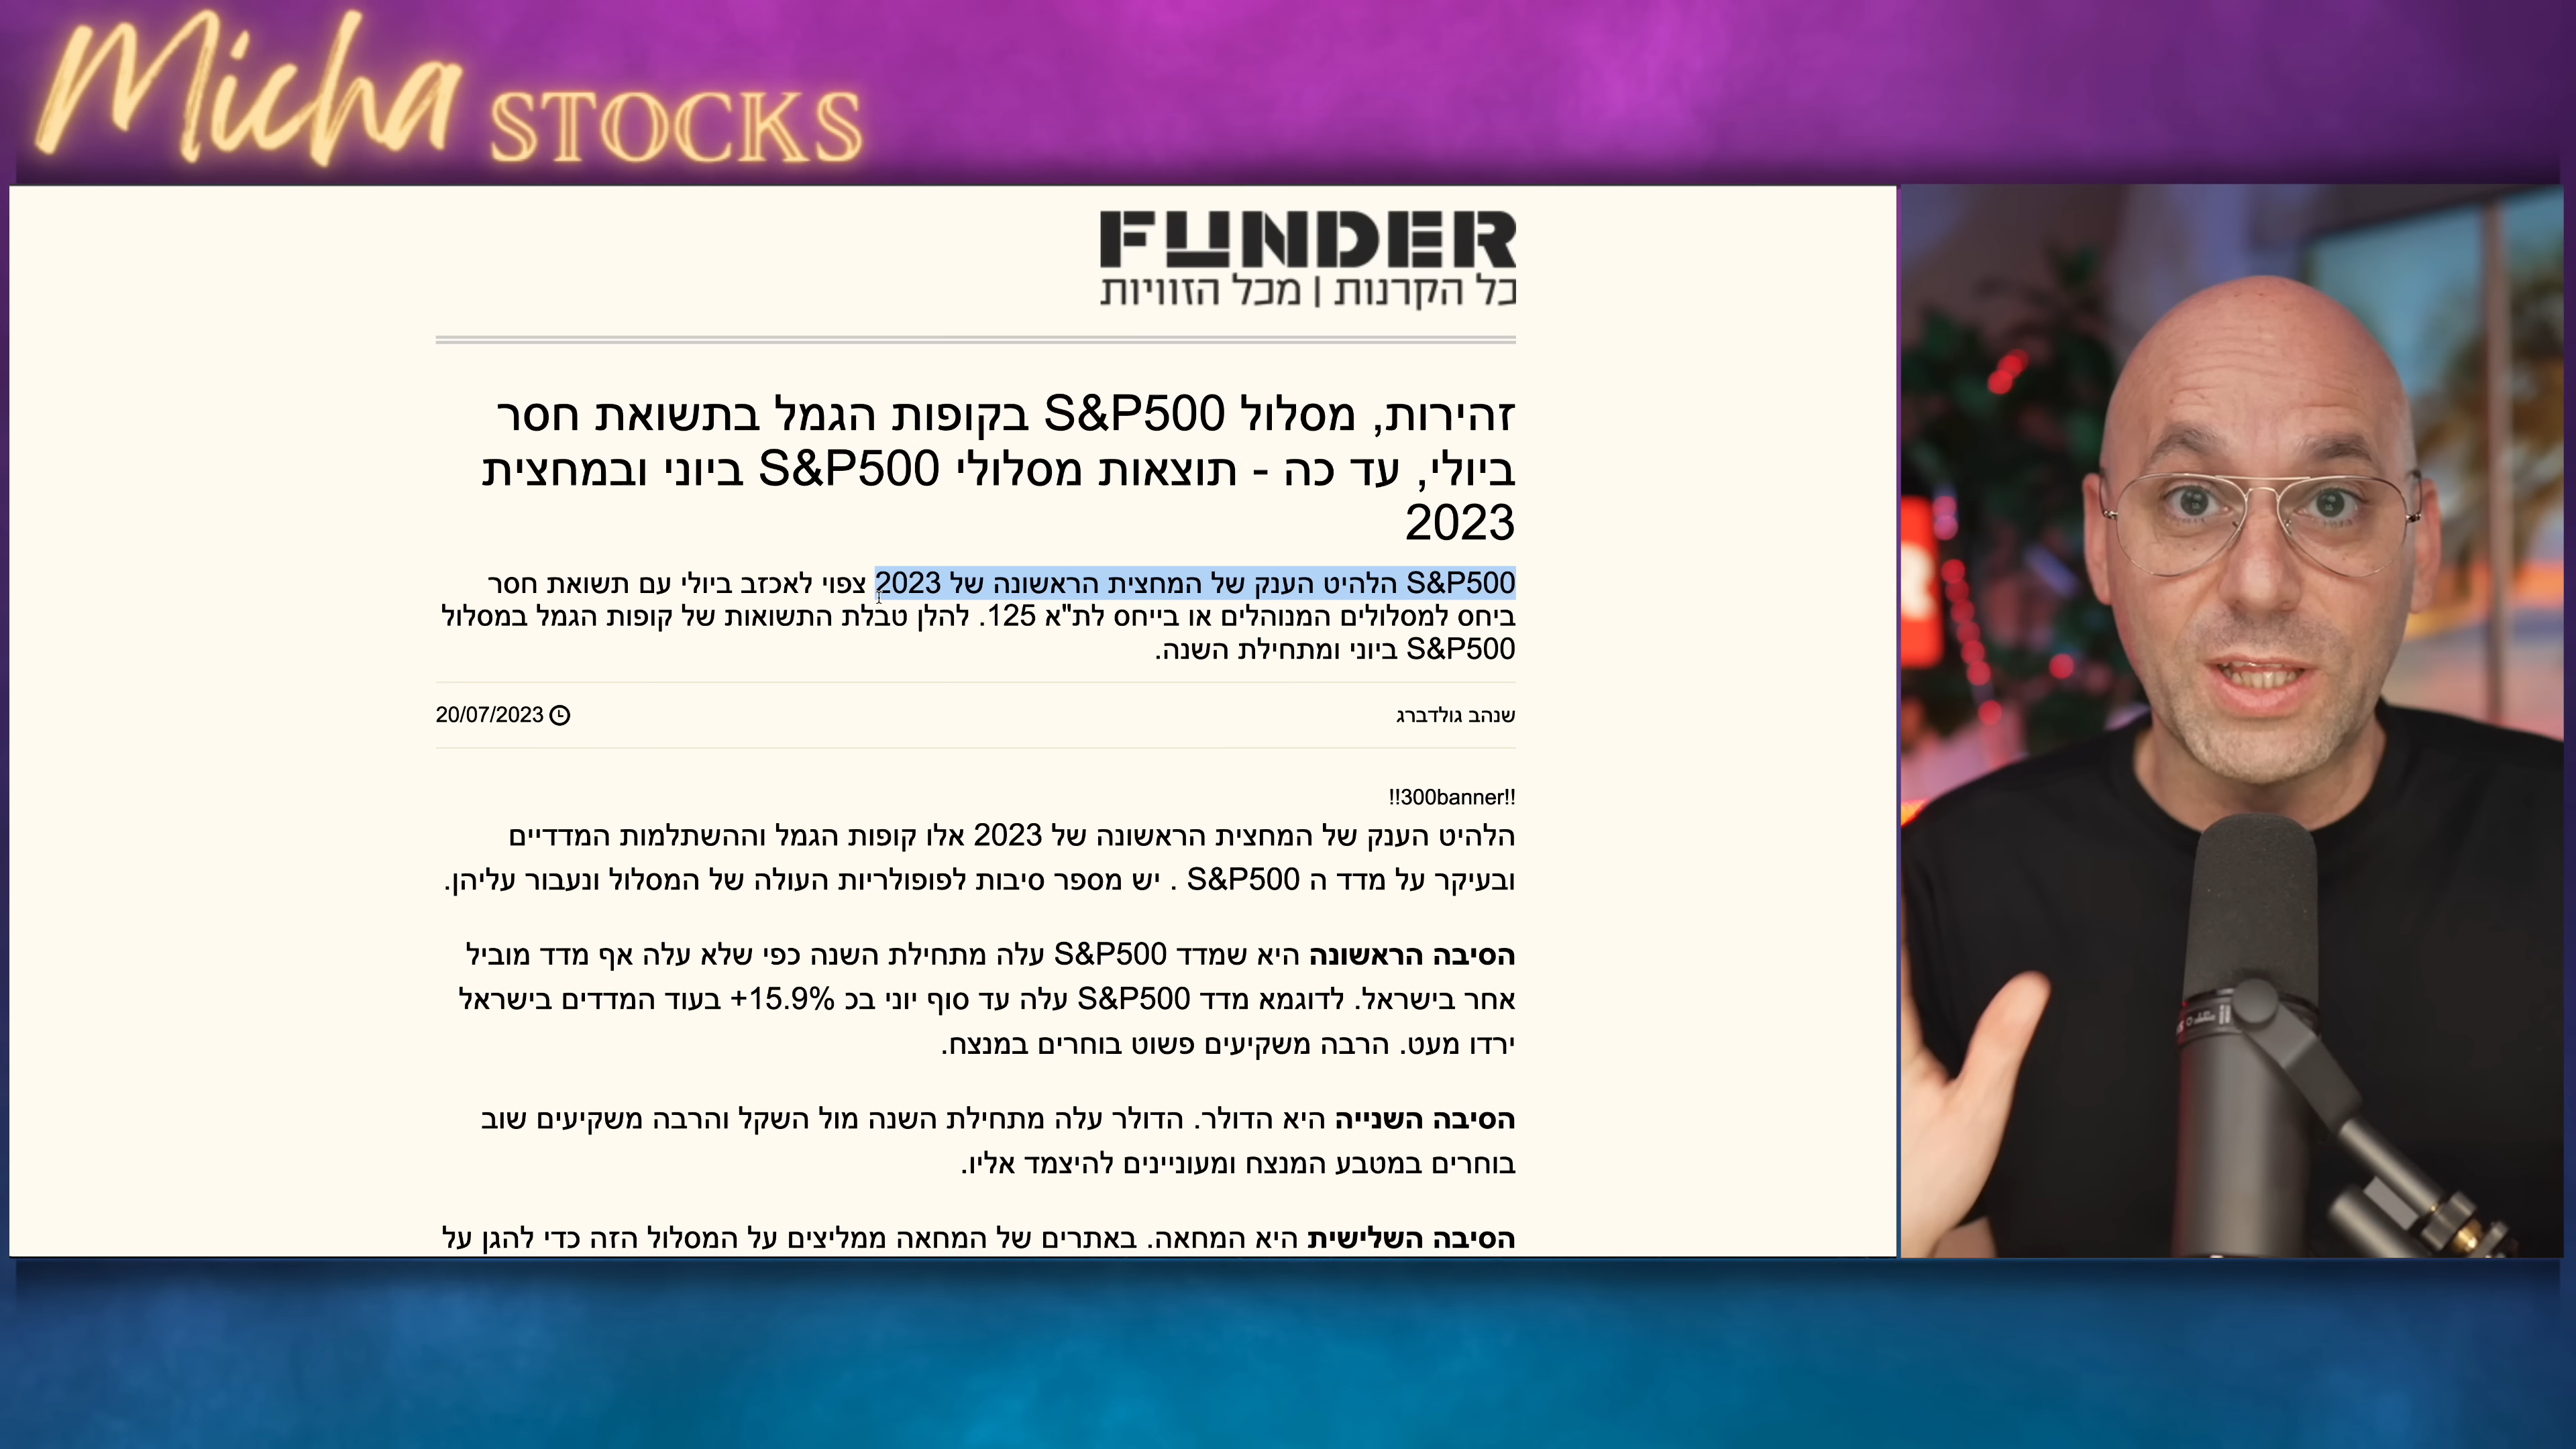 Micha STOCKS
FUNDER
כל הקרנות | מכל הזוויות
זהירות, מסלול S&P500 בקופות הגמל בתשואת חסר
ביולי, עד כה - תוצאות מסלולי S&P500 ביוני ובמחצית
2023
S&P500 הלהיט הענק של המחצית הראשונה של 2023 צפוי לאכזב ביולי עם תשואת חסר
ביחס למסלולים המנוהלים או בייחס לת"א 125. להלן טבלת התשואות של קופות הגמל במסלול
S&P500 ביוני ומתחילת השנה.
שנהב גולדברג
20/07/2023
!!300banner!!
הלהיט הענק של המחצית הראשונה של 2023 אלו קופות הגמל וההשתלמות המדדיים
ובעיקר על מדד ה S&P500 . יש מספר סיבות לפופולריות העולה של המסלול ונעבור עליהן.
הסיבה הראשונה היא שמדד S&P500 עלה מתחילת השנה כפי שלא עלה אף מדד מוביל
אחר בישראל. לדוגמא מדד S&P500 עלה עד סוף יוני בכ 15.9%+ בעוד המדדים בישראל
ירדו מעט. הרבה משקיעים פשוט בוחרים במנצח.
הסיבה השנייה היא הדולר. הדולר עלה מתחילת השנה מול השקל והרבה משקיעים שוב
בוחרים במטבע המנצח ומעוניינים להיצמד אליו.
הסיבה השלישית היא המחאה. באתרים של המחאה ממליצים על המסלול הזה כדי להגן על